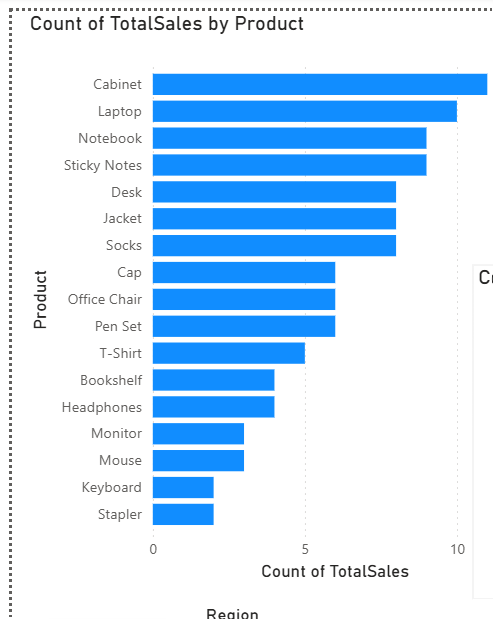 Count of TotalSales by Product
Cabinet
Laptop
Notebook
Sticky Notes
Desk
Jacket
Socks
Cap
Office Chair
Pen Set
T-Shirt
Bookshelf
Headphones
Monitor
Mouse
Keyboard
Stapler
Product
0 5 10
Count of TotalSales
Region